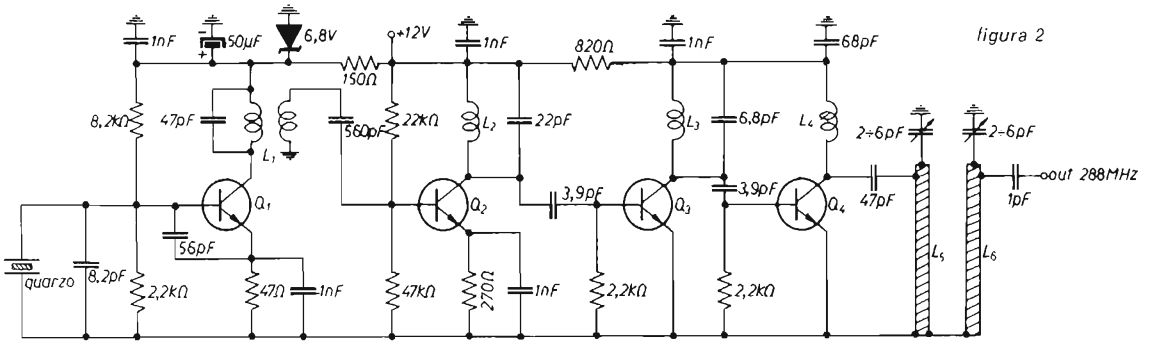 figura 2
1nF
50µF
-
+
6,8V
+12V
1nF
820Ω
1nF
68pF
150Ω
8,2kΩ
47pF
L1
560pF
22kΩ
L2
22pF
L3
6,8pF
L4
2÷6pF
2÷6pF
Q1
Q2
3,9pF
Q3
3,9pF
Q4
47pF
out 288MHz
1pF
56pF
quarzo
8,2pF
2,2kΩ
47Ω
1nF
47kΩ
270Ω
1nF
2,2kΩ
2,2kΩ
L5
L6